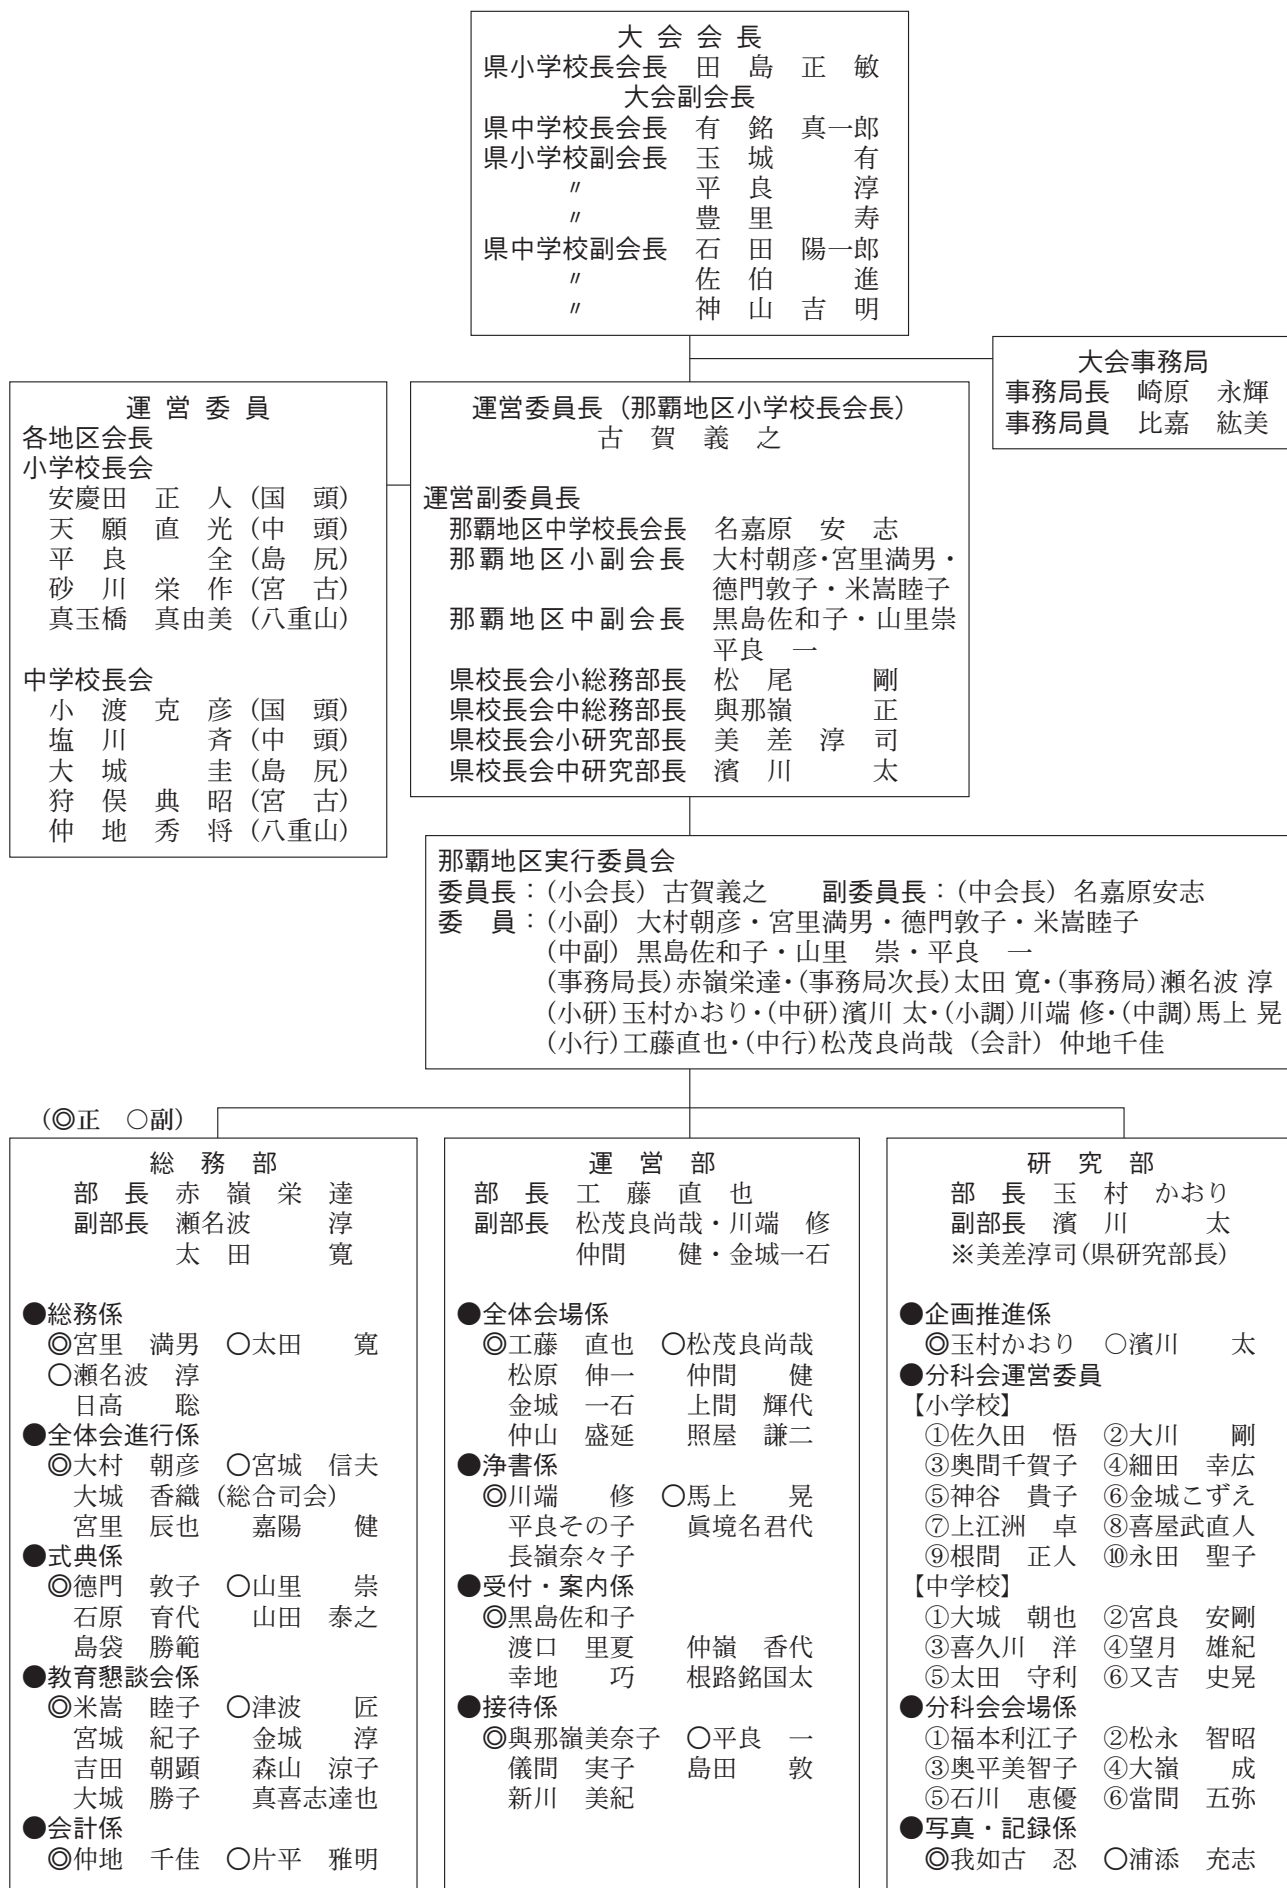 大会会長
県小学校長会長　田島正敏
大会副会長
県中学校長会長　有銘真一郎
県小学校副会長　玉城有
〃　平良淳
〃　豊里寿
県中学校副会長　石田陽一郎
〃　佐伯進
〃　神山吉明
大会事務局
事務局長　崎原　永輝
事務局員　比嘉　紘美
運営委員
各地区会長
小学校長会
安慶田　正人（国頭）
天願直光（中頭）
平良全（島尻）
砂川栄作（宮古）
真玉橋　真由美（八重山）
中学校長会
小渡克彦（国頭）
塩川斉（中頭）
大城圭（島尻）
狩俣典昭（宮古）
仲地秀将（八重山）
運営委員長（那覇地区小学校長会長）
古賀義之
運営副委員長
那覇地区中学校長会長　名嘉原　安志
那覇地区小副会長　大村朝彦・宮里満男・
徳門敦子・米嵩睦子
那覇地区中副会長　黒島佐和子・山里崇
平良　一
県校長会小総務部長　松尾剛
県校長会中総務部長　與那嶺正
県校長会小研究部長　美差淳司
県校長会中研究部長　濱川太
那覇地区実行委員会
委員長：（小会長）古賀義之　　副委員長：（中会長）名嘉原安志
委　員：（小副）大村朝彦・宮里満男・徳門敦子・米嵩睦子
（中副）黒島佐和子・山里　崇・平良　一
（事務局長）赤嶺栄達・（事務局次長）太田 寛・（事務局）瀬名波 淳
（小研）玉村かおり・（中研）濱川 太・（小調）川端 修・（中調）馬上 晃
（小行）工藤直也・（中行）松茂良尚哉（会計）仲地千佳
（◎正　○副）
総務部
部　長　赤嶺栄達
副部長　瀬名波　淳
太田　寛
●総務係
◎宮里　満男　○太田　寛
○瀬名波　淳
日高　聡
●全体会進行係
◎大村　朝彦　○宮城　信夫
大城　香織（総合司会）
宮里　辰也　嘉陽　健
●式典係
◎徳門　敦子　○山里　崇
石原　育代　山田　泰之
島袋　勝範
●教育懇談会係
◎米嵩　睦子　○津波　匠
宮城　紀子　金城　淳
吉田　朝顕　森山　涼子
大城　勝子　真喜志達也
●会計係
◎仲地　千佳　○片平　雅明
運営部
部　長　工藤直也
副部長　松茂良尚哉・川端　修
仲間　健・金城一石
●全体会場係
◎工藤　直也　○松茂良尚哉
松原　伸一　仲間　健
金城　一石　上間　輝代
仲山　盛延　照屋　謙二
●浄書係
◎川端　修　○馬上　晃
平良その子　眞境名君代
長嶺奈々子
●受付・案内係
◎黒島佐和子
渡口　里夏　仲嶺　香代
幸地　巧　根路銘国太
●接待係
◎與那嶺美奈子　○平良　一
儀間　実子　島田　敦
新川　美紀
研究部
部　長　玉村　かおり
副部長　濱川　太
※美差淳司（県研究部長）
●企画推進係
◎玉村かおり　○濱川　太
●分科会運営委員
【小学校】
①佐久田　悟　②大川　剛
③奥間千賀子　④細田　幸広
⑤神谷　貴子　⑥金城こずえ
⑦上江洲　卓　⑧喜屋武直人
⑨根間　正人　⑩永田　聖子
【中学校】
①大城　朝也　②宮良　安剛
③喜久川　洋　④望月　雄紀
⑤太田　守利　⑥又吉　史晃
●分科会会場係
①福本利江子　②松永　智昭
③奥平美智子　④大嶺　成
⑤石川　恵優　⑥當間　五弥
●写真・記録係
◎我如古　忍　○浦添　充志